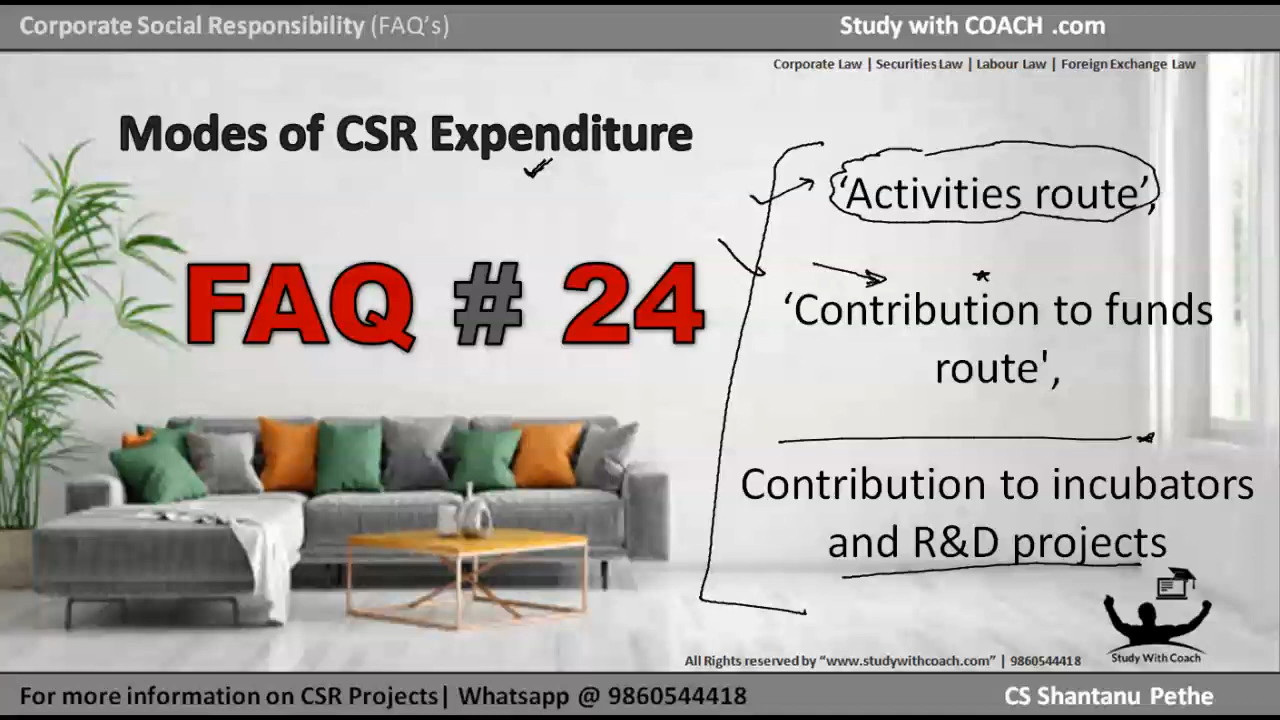 Corporate Social Responsibility (FAQ’s)
Study with COACH .com
Corporate Law | Securities Law | Labour Law | Foreign Exchange Law
Modes of CSR Expenditure
‘Activities route’,
FAQ # 24
‘Contribution to funds
route',
Contribution to incubators
and R&D projects
Study With Coach
All Rights reserved by “www.studywithcoach.com” | 9860544418
For more information on CSR Projects| Whatsapp @ 9860544418
CS Shantanu Pethe